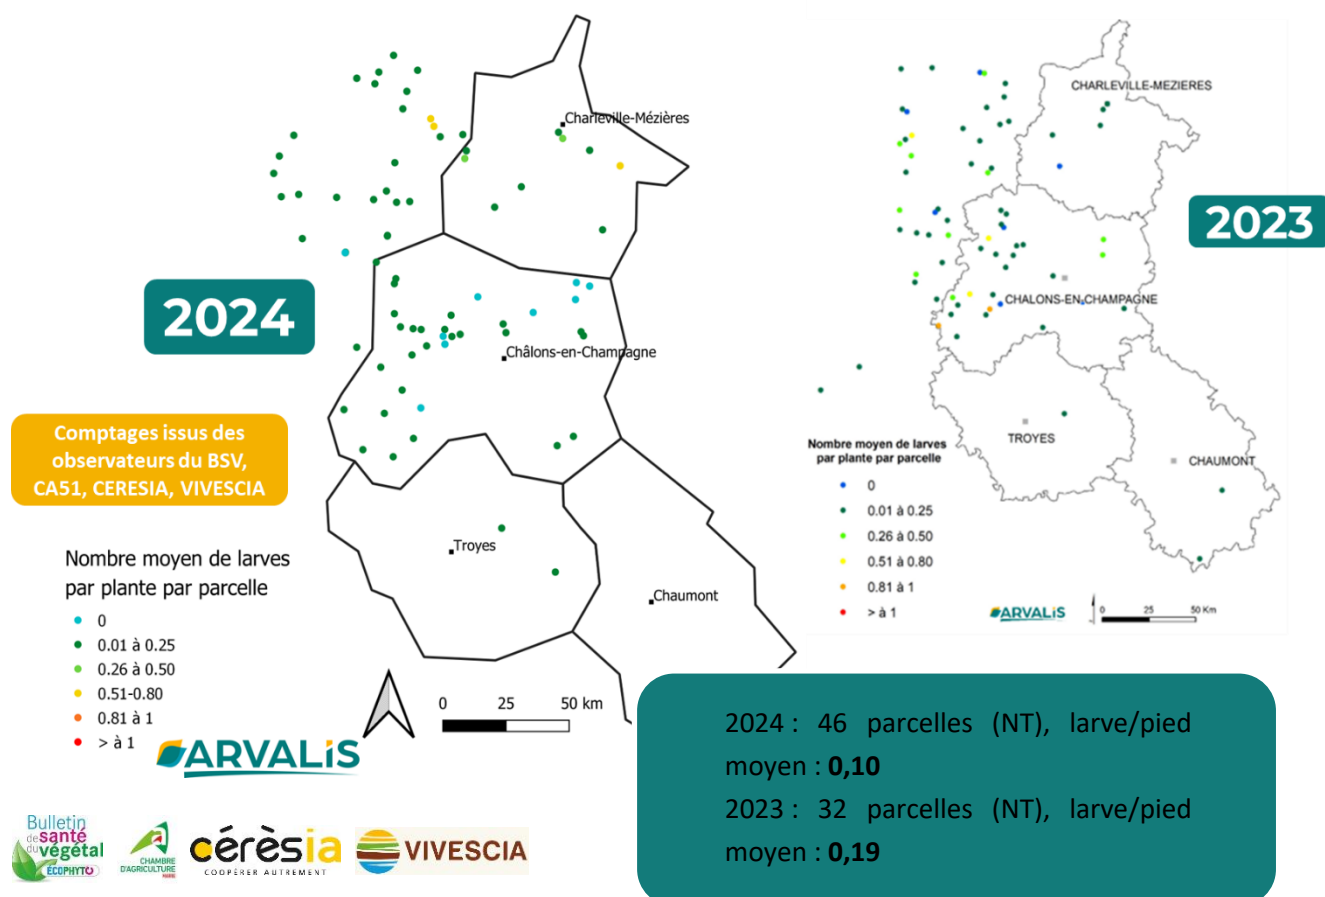 Charleville-Mézières
CHARLEVILLE-MEZIERES
2023
2024
CHALONS-EN-CHAMPAGNE
Châlons-en-Champagne
Comptages issus des
observateurs du BSV,
CA51, CERESIA, VIVESCIA
TROYES
CHAUMONT
Nombre moyen de larves
par plante par parcelle
0
0.01 à 0.25
0.26 à 0.50
0.51 à 0.80
0.81 à 1
> à 1
ARVALIS
0 25 50 Km
Troyes
Chaumont
Nombre moyen de larves
par plante par parcelle
0
0.01 à 0.25
0.26 à 0.50
0.51-0.80
0.81 à 1
> à 1
0 25 50 km
ARVALIS
2024 : 46 parcelles (NT), larve/pied
moyen : 0,10
2023 : 32 parcelles (NT), larve/pied
moyen : 0,19
Bulletin
de santé
du végétal
ÉCOPHYTO
CHAMBRE
D'AGRICULTURE
cérèsia
COOPÉRER AUTREMENT
VIVESCIA